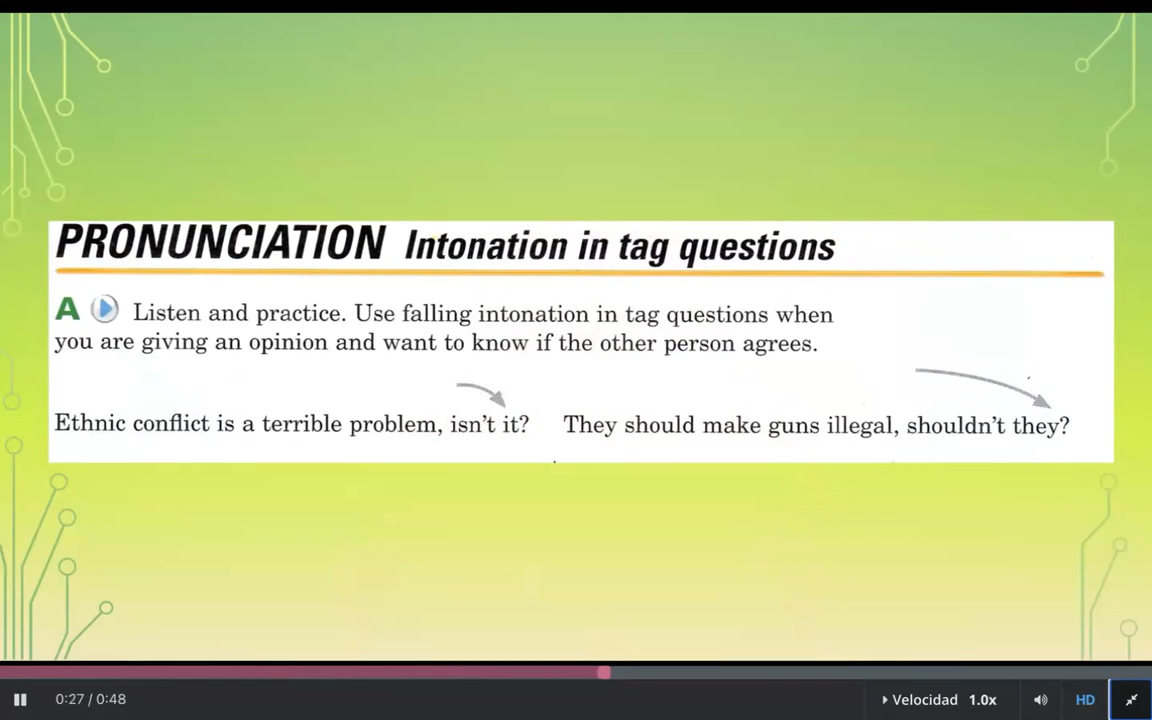 PRONUNCIATION Intonation in tag questions
A Listen and practice. Use falling intonation in tag questions when
you are giving an opinion and want to know if the other person agrees.
Ethnic conflict is a terrible problem, isn't it? They should make guns illegal, shouldn't they?
0:27 / 0:48 Velocidad 1.0x HD